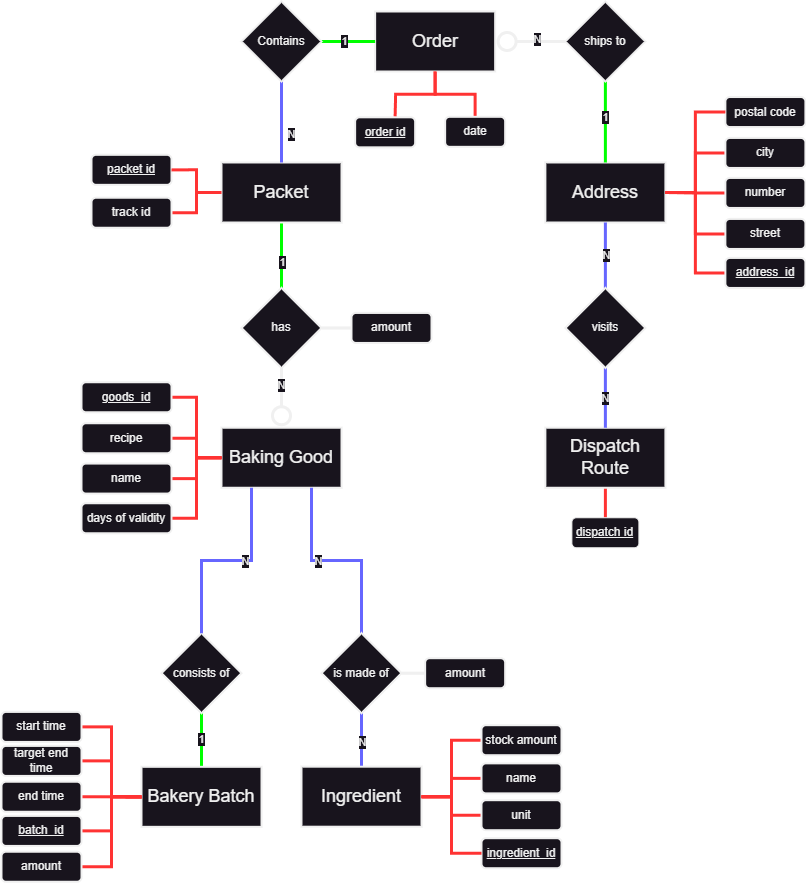 Contains
1
Order
N
ships to
order id
date
1
N
postal code
city
number
street
address_id
packet id
track id
Packet
Address
1
N
has
amount
visits
N
N
goods_id
recipe
name
days of validity
Baking Good
Dispatch
Route
dispatch id
N
N
consists of
is made of
amount
1
N
start time
target end
time
end time
batch_id
amount
Bakery Batch
Ingredient
stock amount
name
unit
ingredient_id